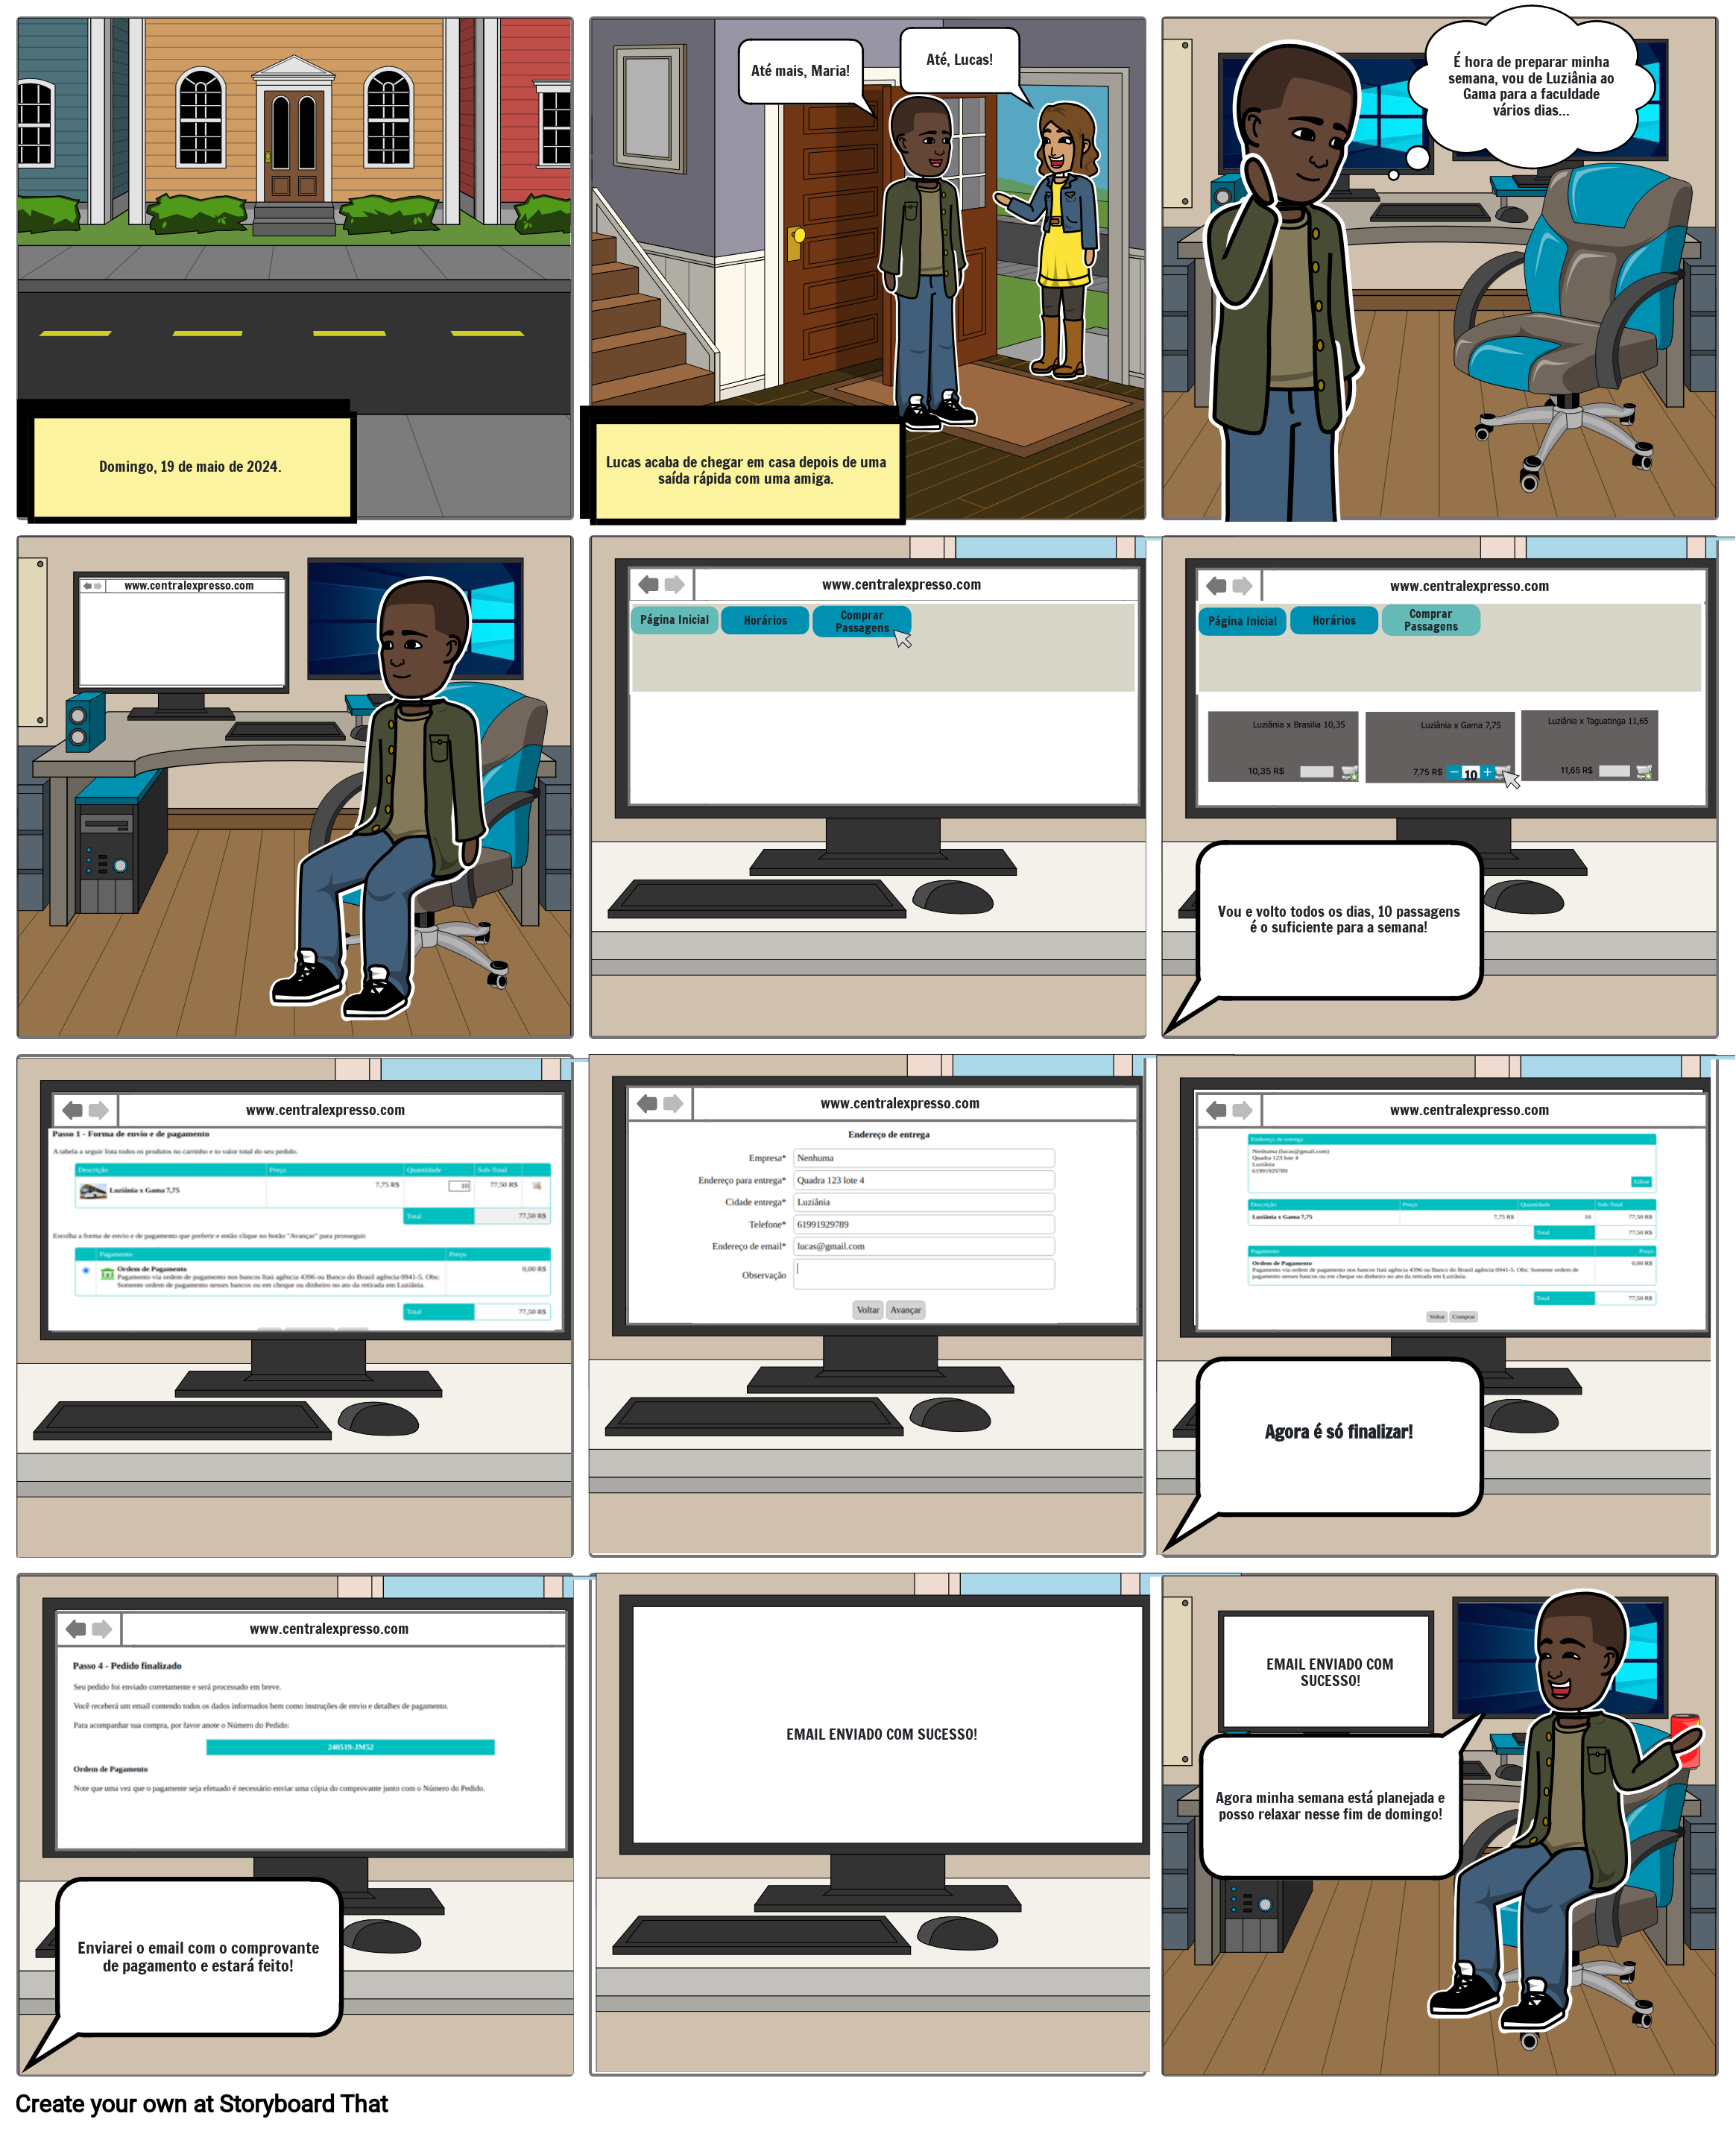 Domingo, 19 de maio de 2024.
Até mais, Maria!
Até, Lucas!
Lucas acaba de chegar em casa depois de uma
saída rápida com uma amiga.
É hora de preparar minha
semana, vou de Luziânia ao
Gama para a faculdade
vários dias...
www.centralexpresso.com
www.centralexpresso.com
Página Inicial
Horários
Comprar
Passagens
www.centralexpresso.com
Página Inicial
Horários
Comprar
Passagens
Luziânia x Brasilia 10,35
10,35 R$
Luziânia x Gama 7,75
7,75 R$ − 10 +
Luziânia x Taguatinga 11,65
11,65 R$
Vou e volto todos os dias, 10 passagens
é o suficiente para a semana!
www.centralexpresso.com
Passo 1 - Forma de envio e de pagamento
A tabela a seguir list todos os produtos no carrinho e to valor total do seu pedido.
Descrição Preço Quantidade Sub-Total
Luziânia x Gama 7,75 7,75 R$ 10 77,50 R$
Total 77,50 R$
Escolha a forma de envio e de pagamento que preferir e então clique no botão "Avançar" para prosseguir.
Pagamento Preço
Ordem de Pagamento 0,00 R$
Pagamento via ordem de pagamento nos bancos Itaú agência 4396 ou Banco do Brasil agência 0941-5. Obs:
Somente ordem de pagamento nesses bancos ou em cheque ou dinheiro no ato da retirada em Luziânia.
Total 77,50 R$
www.centralexpresso.com
Endereço de entrega
Empresa* Nenhuma
Endereço para entrega* Quadra 123 lote 4
Cidade entrega* Luziânia
Telefone* 61991929789
Endereço de email* lucas@gmail.com
Observação
Voltar Avançar
www.centralexpresso.com
Endereço de entrega
Nenhuma (lucas@gmail.com)
Quadra 123 lote 4
Luziânia
61991929789
Editar
Descrição Preço Quantidade Sub-Total
Luziânia x Gama 7,75 7,75 R$ 10 77,50 R$
Total 77,50 R$
Pagamento Preço
Ordem de Pagamento 0,00 R$
Pagamento via ordem de pagamento nos bancos Itaú agência 4396 ou Banco do Brasil agência 0941-5. Obs: Somente ordem de
pagamento nesses bancos ou em cheque ou dinheiro no ato da retirada em Luziânia.
Total 77,50 R$
Voltar Comprar
Agora é só finalizar!
www.centralexpresso.com
Passo 4 - Pedido finalizado
Seu pedido foi enviado corretamente e será processado em breve.
Você receberá um email contendo todos os dados informados bem como instruções de envio e detalhes de pagamento.
Para acompanhar sua compra, por favor anote o Número do Pedido:
240519-JM52
Ordem de Pagamento
Note que uma vez que o pagamente seja efetuado é necessário enviar uma cópia do comprovante junto com o Número do Pedido.
Enviarei o email com o comprovante
de pagamento e estará feito!
EMAIL ENVIADO COM SUCESSO!
EMAIL ENVIADO COM
SUCESSO!
Agora minha semana está planejada e
posso relaxar nesse fim de domingo!
Create your own at Storyboard That